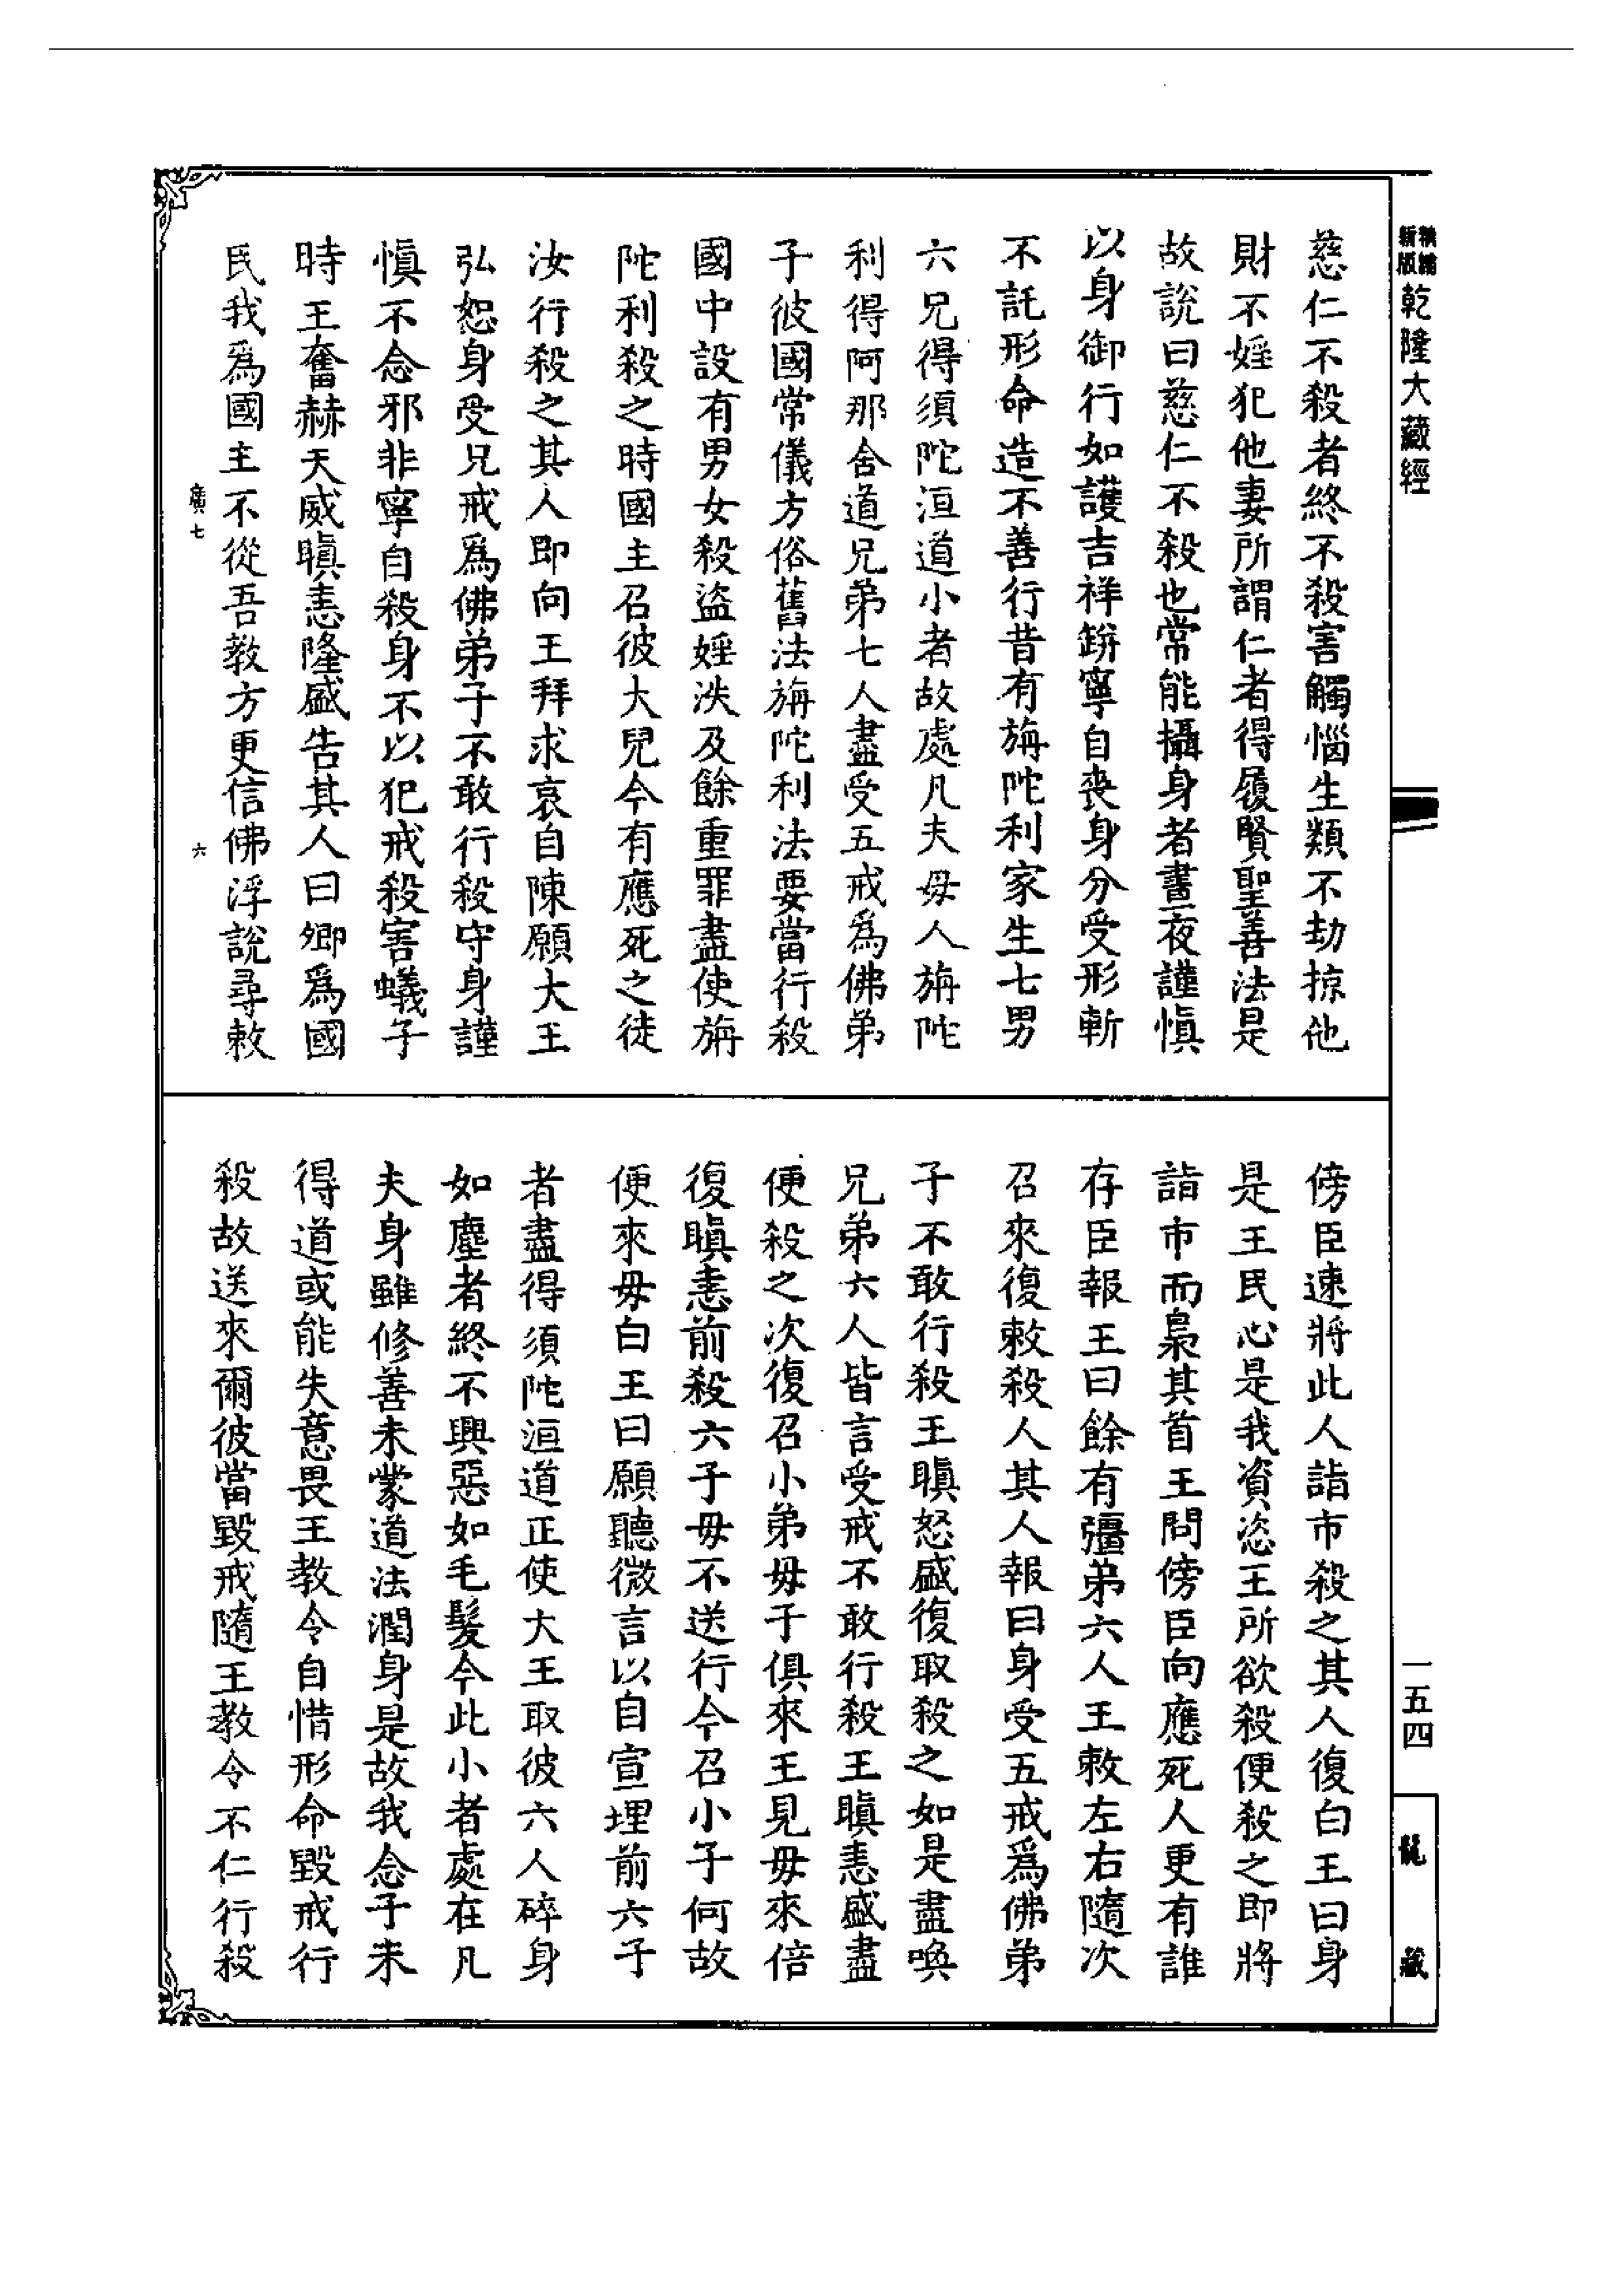 新版
精縮
乾隆大藏經
一五四
龍藏
慈仁不殺者終不殺害觸惱生類不劫掠他
財不婬犯他妻所謂仁者得履賢聖善法是
故說曰慈仁不殺也常能攝身者晝夜謹慎
以身御行如護吉祥缾寧自喪身分受形斬
不託形命造不善行昔有旃陀利家生七男
六兄得須陀洹道小者故處凡夫母人旃陀
利得阿那含道兄弟七人盡受五戒為佛弟
子彼國常儀方俗舊法旃陀利法要當行殺
國中設有男女殺盜婬泆及餘重罪盡使旃
陀利殺之時國主召彼大兒今有應死之徒
汝行殺之其人即向王拜求哀自陳願大王
弘恕身受兄戒為佛弟子不敢行殺守身謹
慎不念邪非寧自殺身不以犯戒殺害蟻子
時王奮赫天威瞋恚隆盛告其人曰卿為國
民我為國主不從吾教方更信佛浮說尋敕
廣七
六
傍臣速將此人詣市殺之其人復白王曰身
是王民心是我資恣王所欲殺便殺之即將
詣市而梟其首王問傍臣向應死人更有誰
存臣報王曰餘有彊弟六人王敕左右隨次
召來復敕殺人其人報曰身受五戒為佛弟
子不敢行殺王瞋怒盛復取殺之如是盡喚
兄弟六人皆言受戒不敢行殺王瞋恚盛盡
便殺之次復召小弟母子俱來王見母來倍
復瞋恚前殺六子母不送行今召小子何故
便來母白王曰願聽微言以自宣理前六子
者盡得須陀洹道正使大王取彼六人碎身
如塵者終不興惡如毛髮今此小者處在凡
夫身雖修善未蒙道法潤身是故我念子未
得道或能失意畏王教令自惜形命毀戒行
殺故送來爾彼當毀戒隨王教令不仁行殺